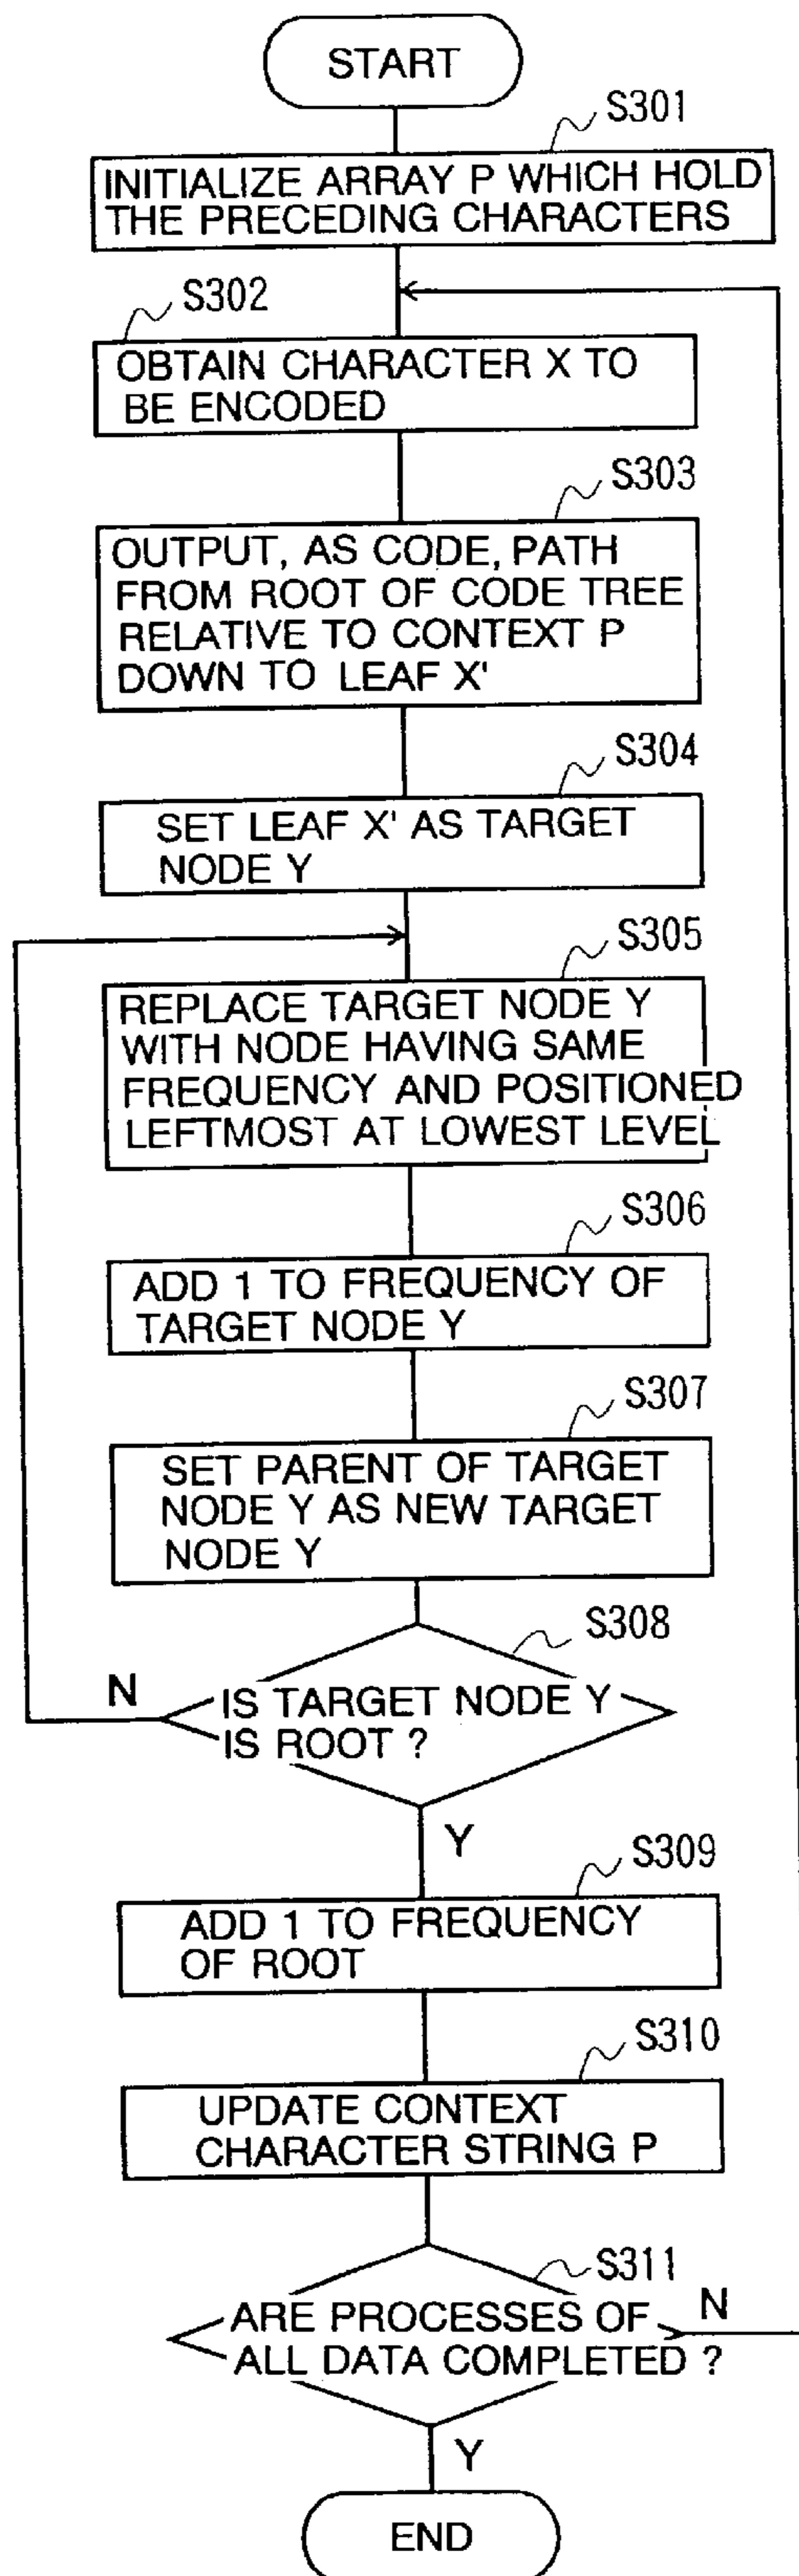 START
S301
INITIALIZE ARRAY P WHICH HOLD
THE PRECEDING CHARACTERS
S302
OBTAIN CHARACTER X TO
BE ENCODED
S303
OUTPUT, AS CODE, PATH
FROM ROOT OF CODE TREE
RELATIVE TO CONTEXT P
DOWN TO LEAF X'
S304
SET LEAF X' AS TARGET
NODE Y
S305
REPLACE TARGET NODE Y
WITH NODE HAVING SAME
FREQUENCY AND POSITIONED
LEFTMOST AT LOWEST LEVEL
S306
ADD 1 TO FREQUENCY OF
TARGET NODE Y
S307
SET PARENT OF TARGET
NODE Y AS NEW TARGET
NODE Y
S308
N
IS TARGET NODE Y
IS ROOT ?
Y
S309
ADD 1 TO FREQUENCY
OF ROOT
S310
UPDATE CONTEXT
CHARACTER STRING P
S311
ARE PROCESSES OF
N
ALL DATA COMPLETED ?
Y
END